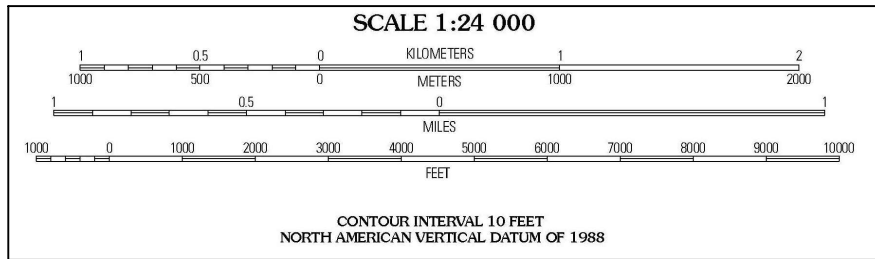 SCALE 1:24 000
1 0.5 0 KILOMETERS 1 2
1000 500 0 METERS 1000 2000
1 0.5 0 1
MILES
1000 0 1000 2000 3000 4000 5000 6000 7000 8000 9000 10000
FEET
CONTOUR INTERVAL 10 FEET
NORTH AMERICAN VERTICAL DATUM OF 1988